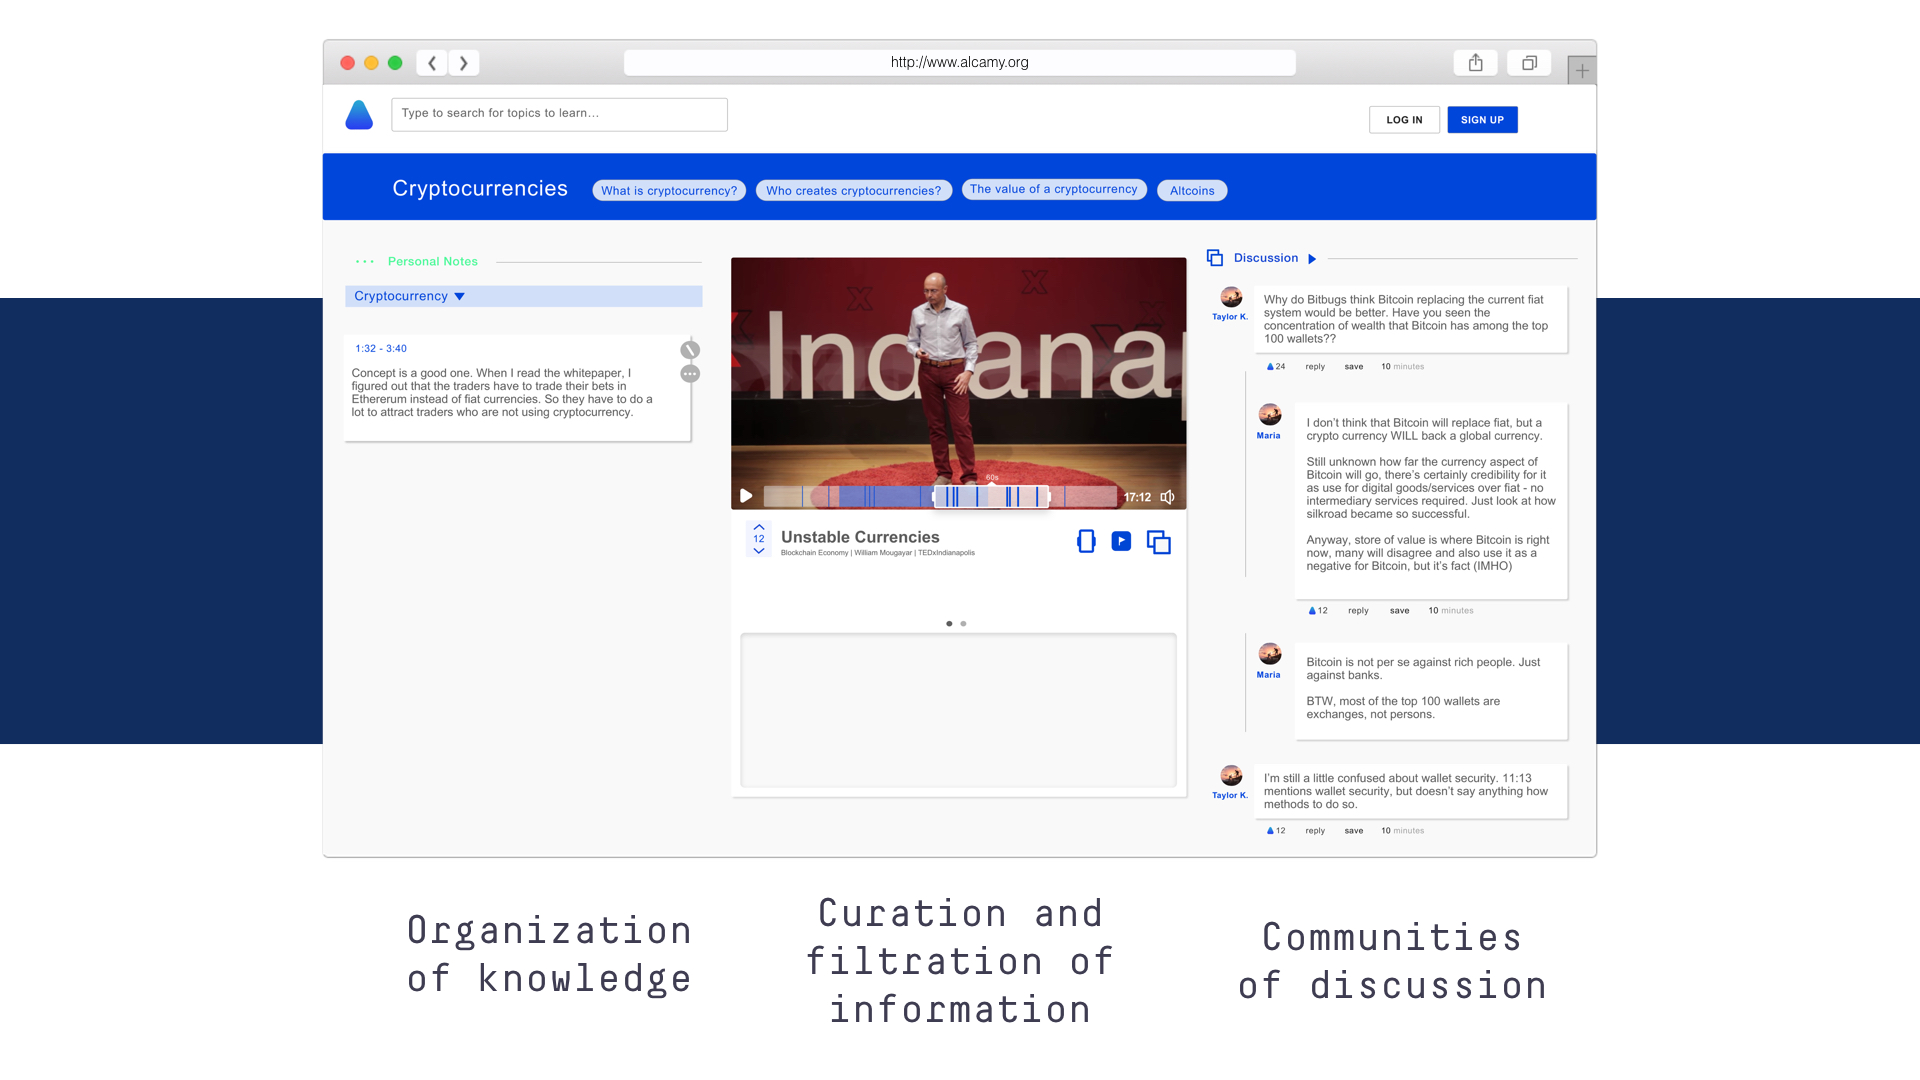 http://www.alcamy.org
Type to search for topics to learn...
LOG IN
SIGN UP
Cryptocurrencies
What is cryptocurrency?
Who creates cryptocurrencies?
The value of a cryptocurrency
Altcoins
Personal Notes
Cryptocurrency
1:32 - 3:40
Concept is a good one. When I read the whitepaper, I
figured out that the traders have to trade their bets in
Ethererum instead of fiat currencies. So they have to do a
lot to attract traders who are not using cryptocurrency.
x Indiana
60s
17:12
12
Unstable Currencies
Blockchain Economy | William Mougayar | TEDxIndianapolis
Discussion
Taylor K.
Why do Bitbugs think Bitcoin replacing the current fiat
system would be better. Have you seen the
concentration of wealth that Bitcoin has among the top
100 wallets??
24 reply save 10 minutes
Maria
I don't think that Bitcoin will replace fiat, but a
crypto currency WILL back a global currency.
Still unknown how far the currency aspect of
Bitcoin will go, there's certainly credibility for it
as use for digital goods/services over fiat - no
intermediary services required. Just look at how
silkroad became so successful.
Anyway, store of value is where Bitcoin is right
now, many will disagree and also use it as a
negative for Bitcoin, but it's fact (IMHO)
12 reply save 10 minutes
Maria
Bitcoin is not per se against rich people. Just
against banks.
BTW, most of the top 100 wallets are
exchanges, not persons.
Taylor K.
I'm still a little confused about wallet security. 11:13
mentions wallet security, but doesn't say anything how
methods to do so.
12 reply save 10 minutes
Organization
of knowledge
Curation and
filtration of
information
Communities
of discussion